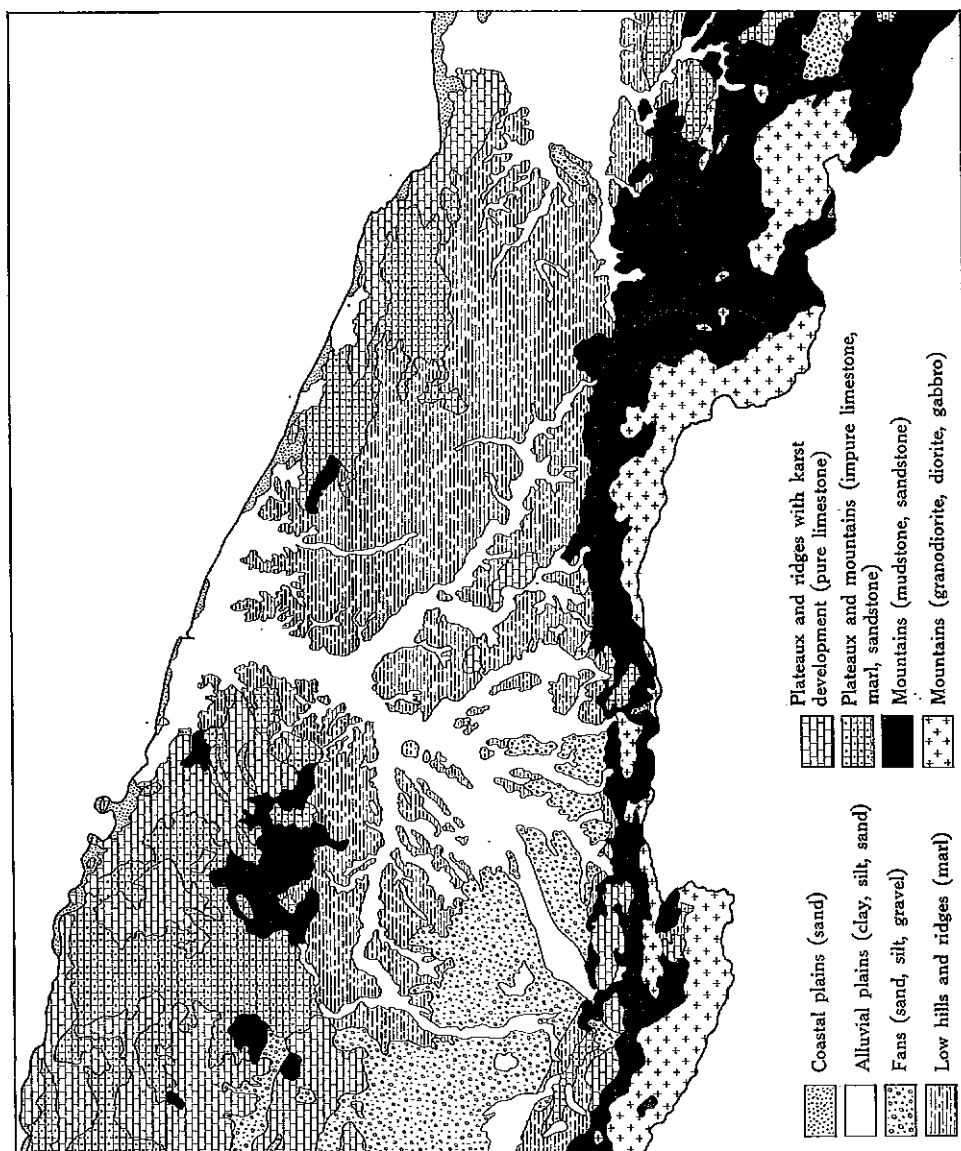 Coastal plains (sand)
Alluvial plains (clay, silt, sand)
Fans (sand, silt, gravel)
Low hills and ridges (marl)
Plateaux and ridges with karst
development (pure limestone)
Plateaux and mountains (impure limestone,
marl, sandstone)
Mountains (mudstone, sandstone)
Mountains (granodiorite, diorite, gabbro)